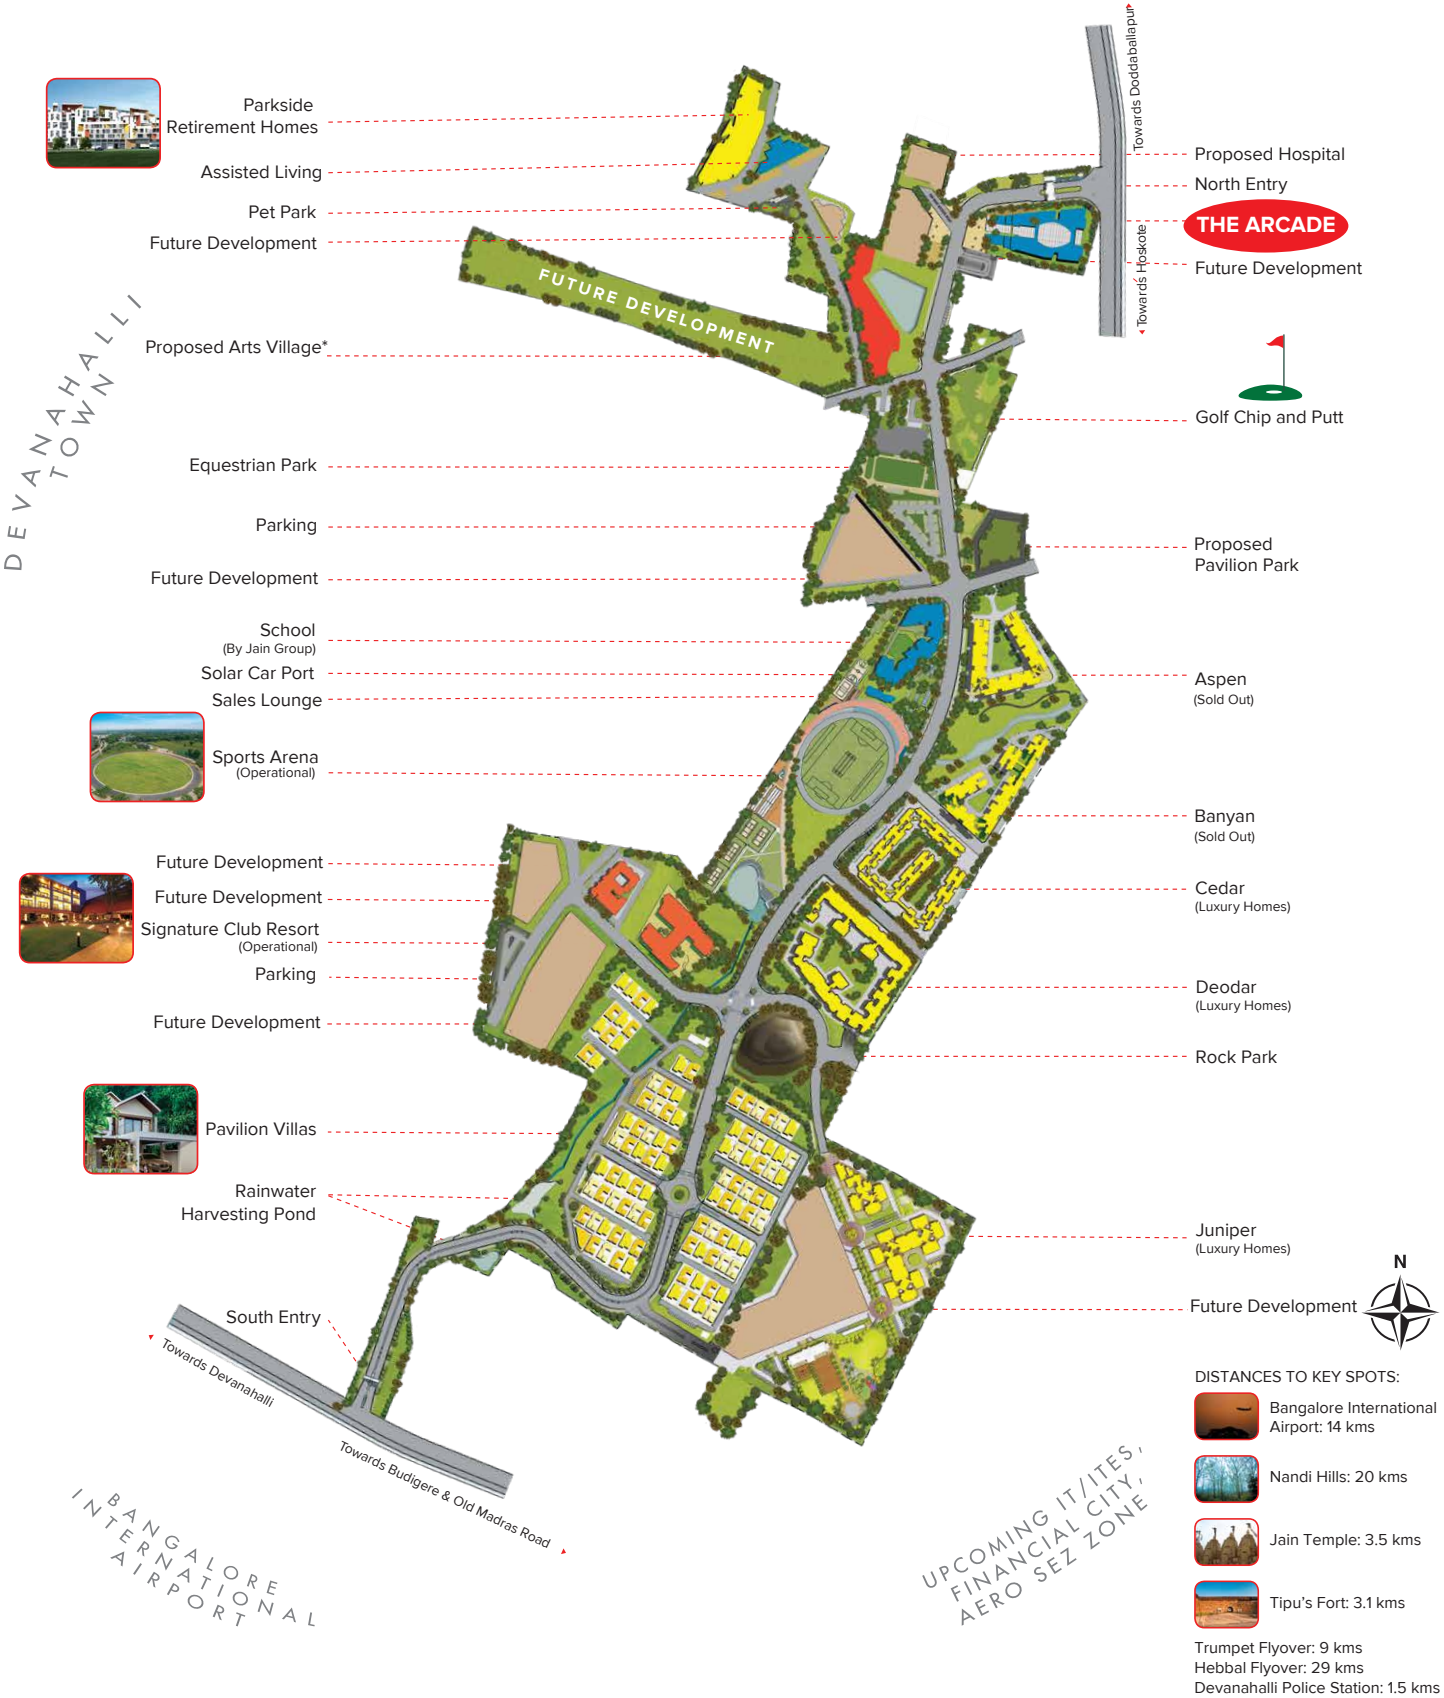 Towards Doddaballapur
Towards Hoskote
Parkside
Retirement Homes
Assisted Living
Pet Park
Future Development
Proposed Arts Village*
FUTURE DEVELOPMENT
Equestrian Park
Parking
Future Development
School
(By Jain Group)
Solar Car Port
Sales Lounge
Sports Arena
(Operational)
Future Development
Future Development
Signature Club Resort
(Operational)
Parking
Future Development
Pavilion Villas
Rainwater
Harvesting Pond
South Entry
Towards Devanahalli
Towards Budigere & Old Madras Road
DEVANAHALLI
TOWN
BANGALORE
INTERNATIONAL
AIRPORT
Proposed Hospital
North Entry
THE ARCADE
Future Development
Golf Chip and Putt
Proposed
Pavilion Park
Aspen
(Sold Out)
Banyan
(Sold Out)
Cedar
(Luxury Homes)
Deodar
(Luxury Homes)
Rock Park
Juniper
(Luxury Homes)
Future Development
N
UPCOMING IT/ITES,
FINANCIAL CITY,
AERO SEZ ZONE
DISTANCES TO KEY SPOTS:
Bangalore International
Airport: 14 kms
Nandi Hills: 20 kms
Jain Temple: 3.5 kms
Tipu's Fort: 3.1 kms
Trumpet Flyover: 9 kms
Hebbal Flyover: 29 kms
Devanahalli Police Station: 1.5 kms